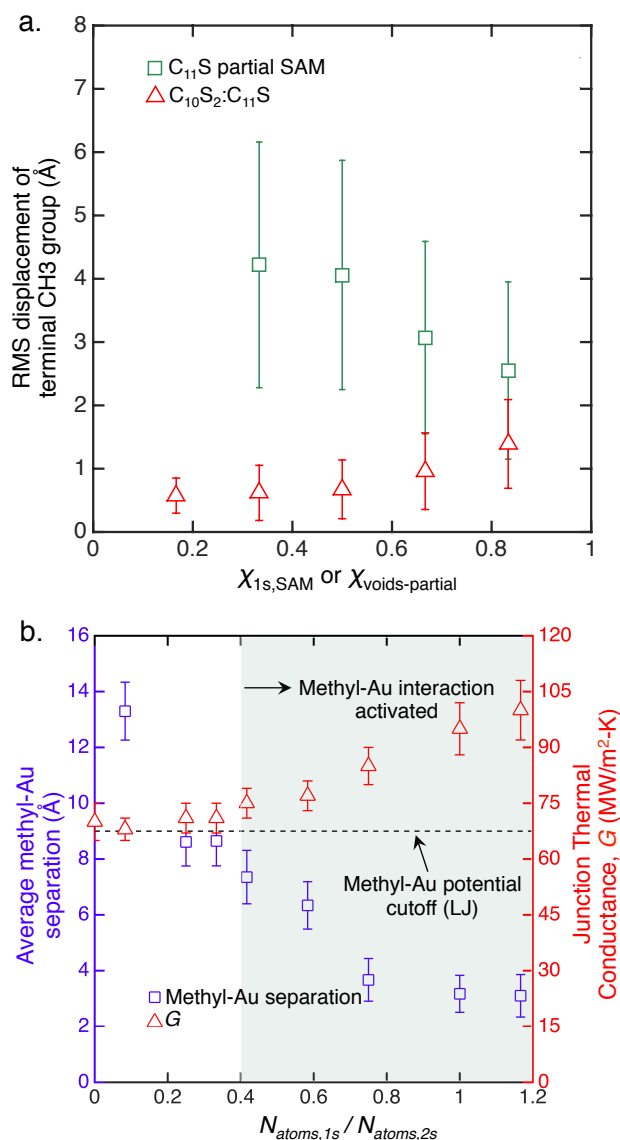 a.
8
7
6
5
4
3
2
1
0
RMS displacement of
terminal CH3 group (Å)
C₁₁S partial SAM
C₁₀S₂:C₁₁S
0
0.2
0.4
0.6
0.8
1
χ1s,SAM or χvoids-partial
b.
16
14
12
10
8
6
4
2
0
Average methyl-Au
separation (Å)
Methyl-Au interaction
activated
Methyl-Au potential
cutoff (LJ)
Methyl-Au separation
G
120
105
90
75
60
45
30
15
0
Junction Thermal
Conductance, G (MW/m²-K)
0
0.2
0.4
0.6
0.8
1
1.2
Natoms,1s / Natoms,2s